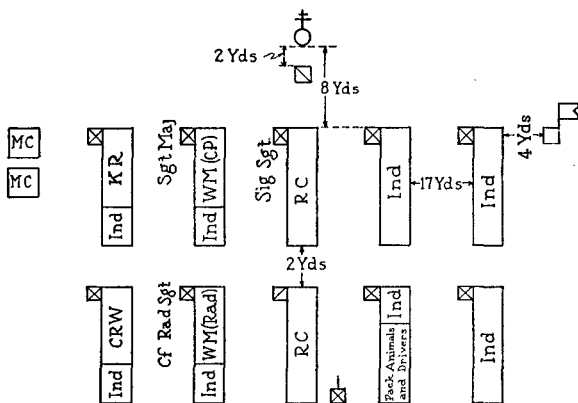 2 Yds
8 Yds
4 Yds
MC
MC
KR
Ind
Sgt Maj
WM (CP)
Ind
Sig Sgt
RC
Ind
17 Yds
Ind
2 Yds
CRW
Ind
Cf Rad Sgt
WM (Rad)
Ind
RC
Ind
Pack Animals
and Drivers
Ind